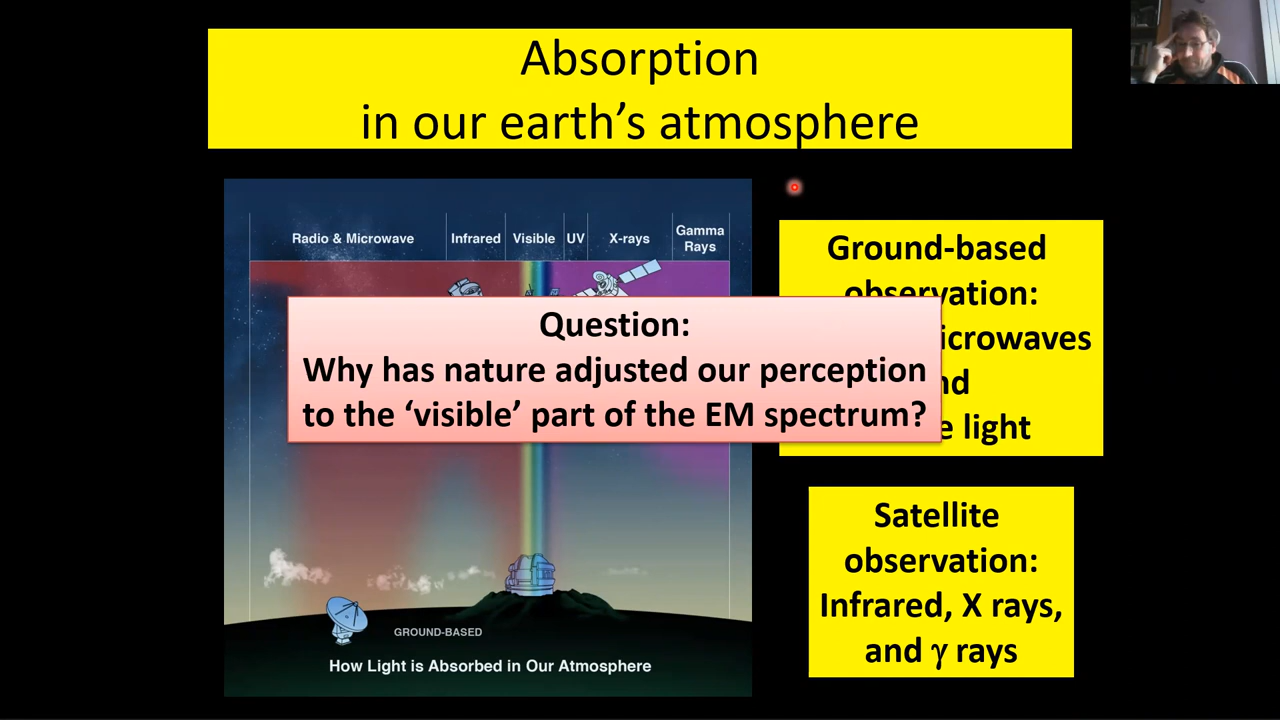 Absorption
in our earth’s atmosphere
Radio & Microwave
Infrared
Visible
UV
X-rays
Gamma
Rays
Ground-based
observation:
Question:
Why has nature adjusted our perception
to the ‘visible’ part of the EM spectrum?
light
Satellite
observation:
Infrared, X rays,
and γ rays
GROUND-BASED
How Light is Absorbed in Our Atmosphere